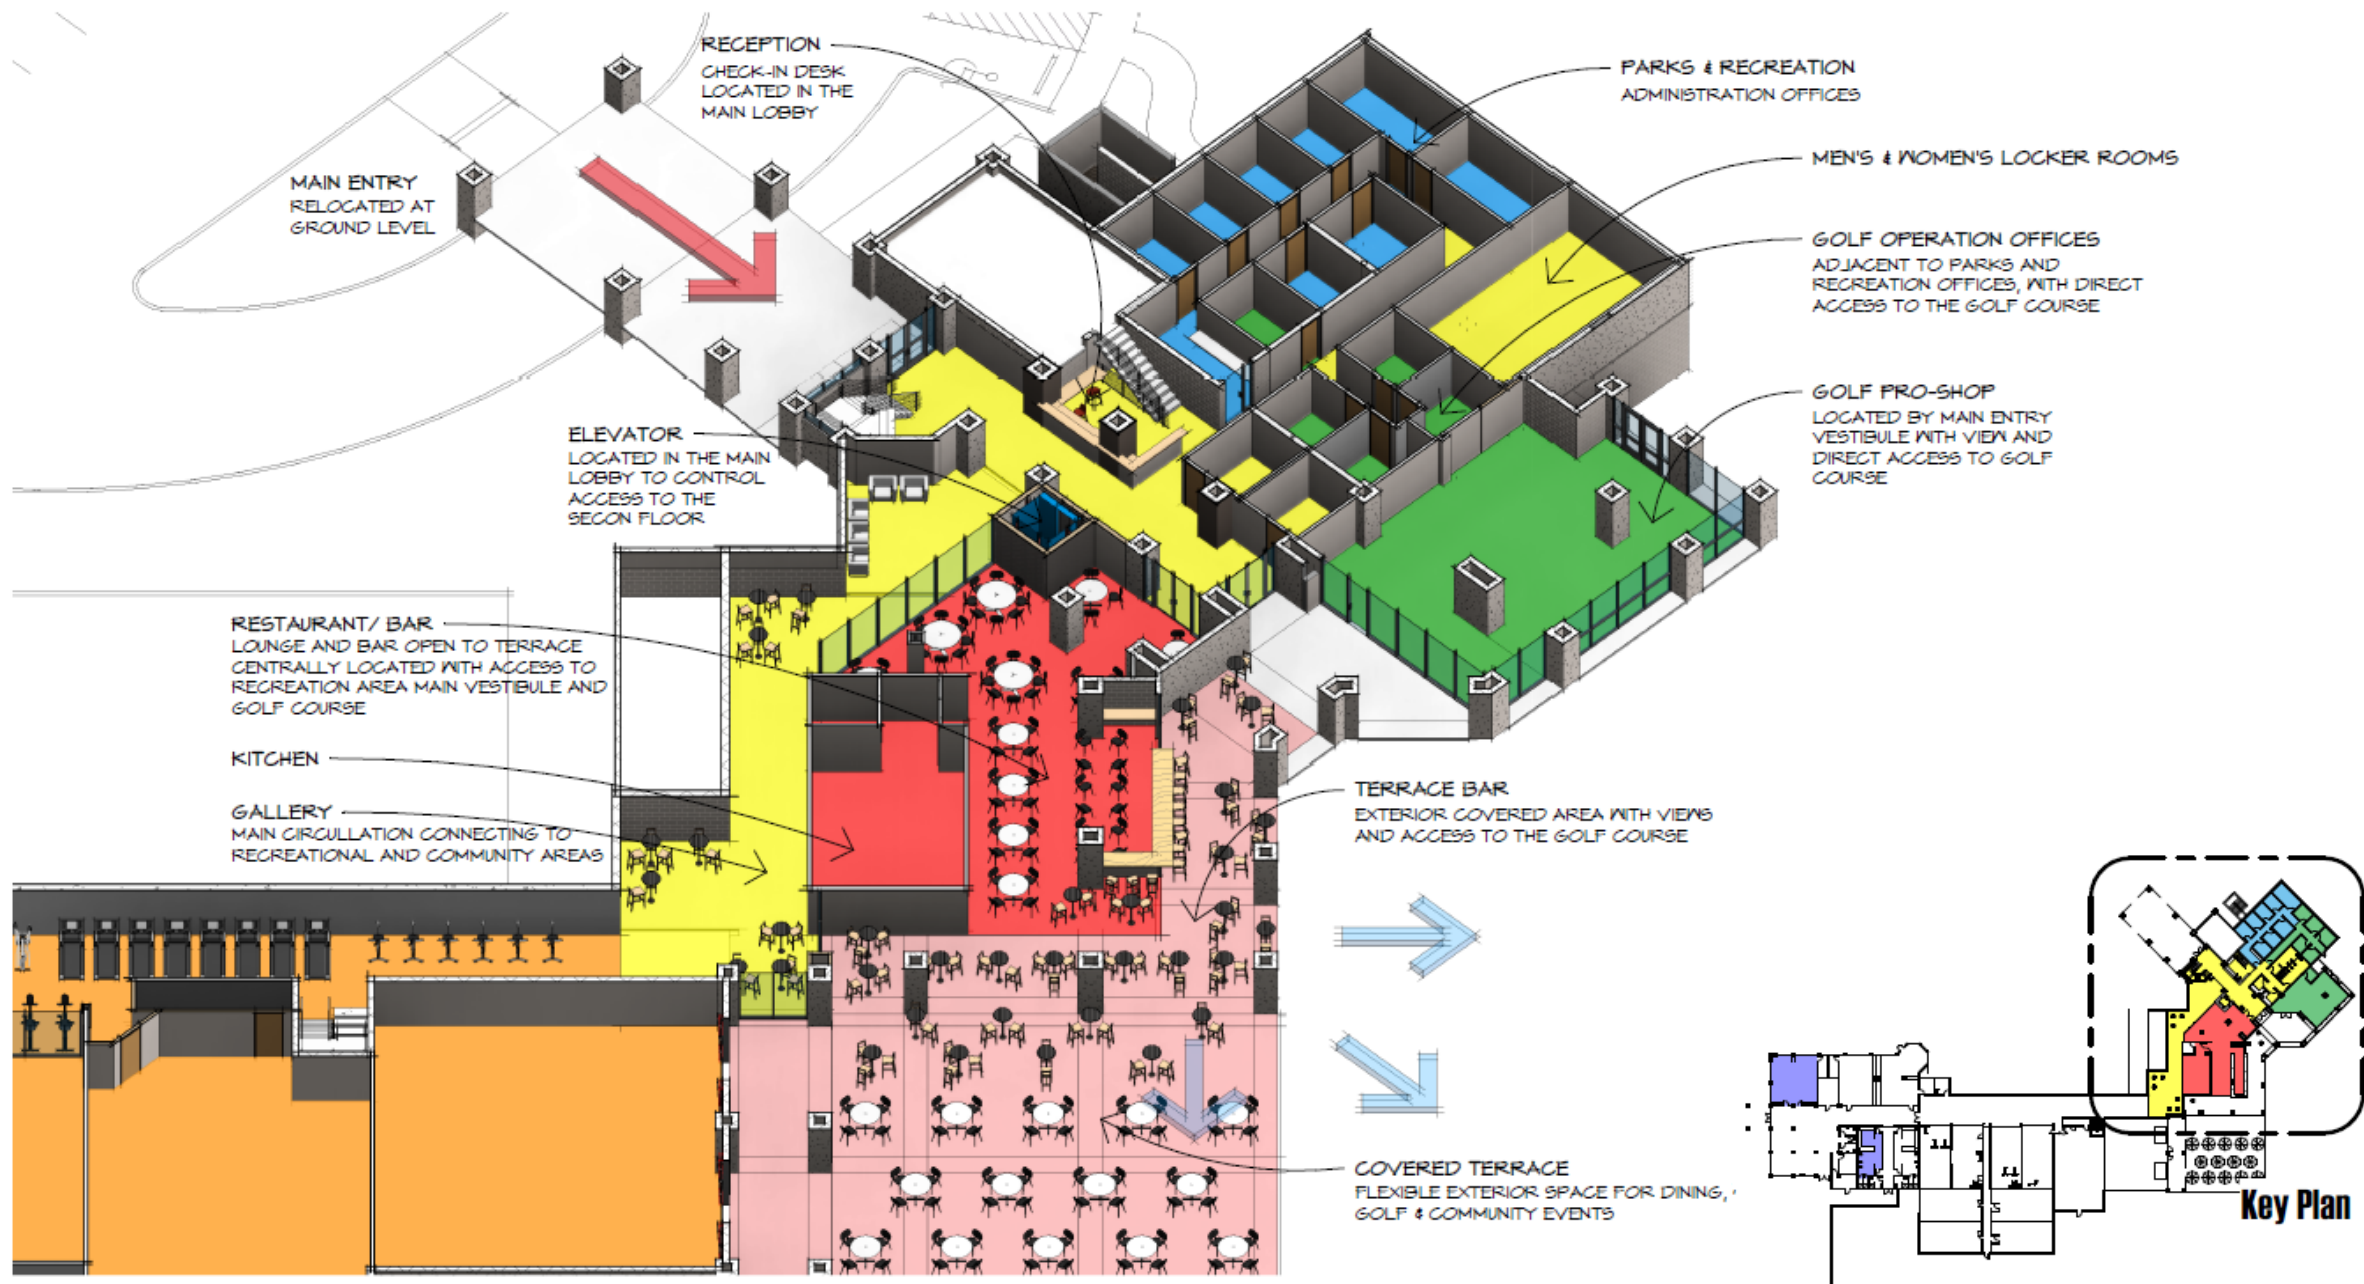 RECEPTION
CHECK-IN DESK
LOCATED IN THE
MAIN LOBBY
PARKS & RECREATION
ADMINISTRATION OFFICES
MEN'S & WOMEN'S LOCKER ROOMS
MAIN ENTRY
RELOCATED AT
GROUND LEVEL
GOLF OPERATION OFFICES
ADJACENT TO PARKS AND
RECREATION OFFICES, WITH DIRECT
ACCESS TO THE GOLF COURSE
GOLF PRO-SHOP
LOCATED BY MAIN ENTRY
VESTIBULE WITH VIEW AND
DIRECT ACCESS TO GOLF
COURSE
ELEVATOR
LOCATED IN THE MAIN
LOBBY TO CONTROL
ACCESS TO THE
SECON FLOOR
RESTAURANT/ BAR
LOUNGE AND BAR OPEN TO TERRACE
CENTRALLY LOCATED WITH ACCESS TO
RECREATION AREA MAIN VESTIBULE AND
GOLF COURSE
KITCHEN
GALLERY
MAIN CIRCULLATION CONNECTING TO
RECREATIONAL AND COMMUNITY AREAS
TERRACE BAR
EXTERIOR COVERED AREA WITH VIEWS
AND ACCESS TO THE GOLF COURSE
COVERED TERRACE
FLEXIBLE EXTERIOR SPACE FOR DINING,
GOLF & COMMUNITY EVENTS
Key Plan